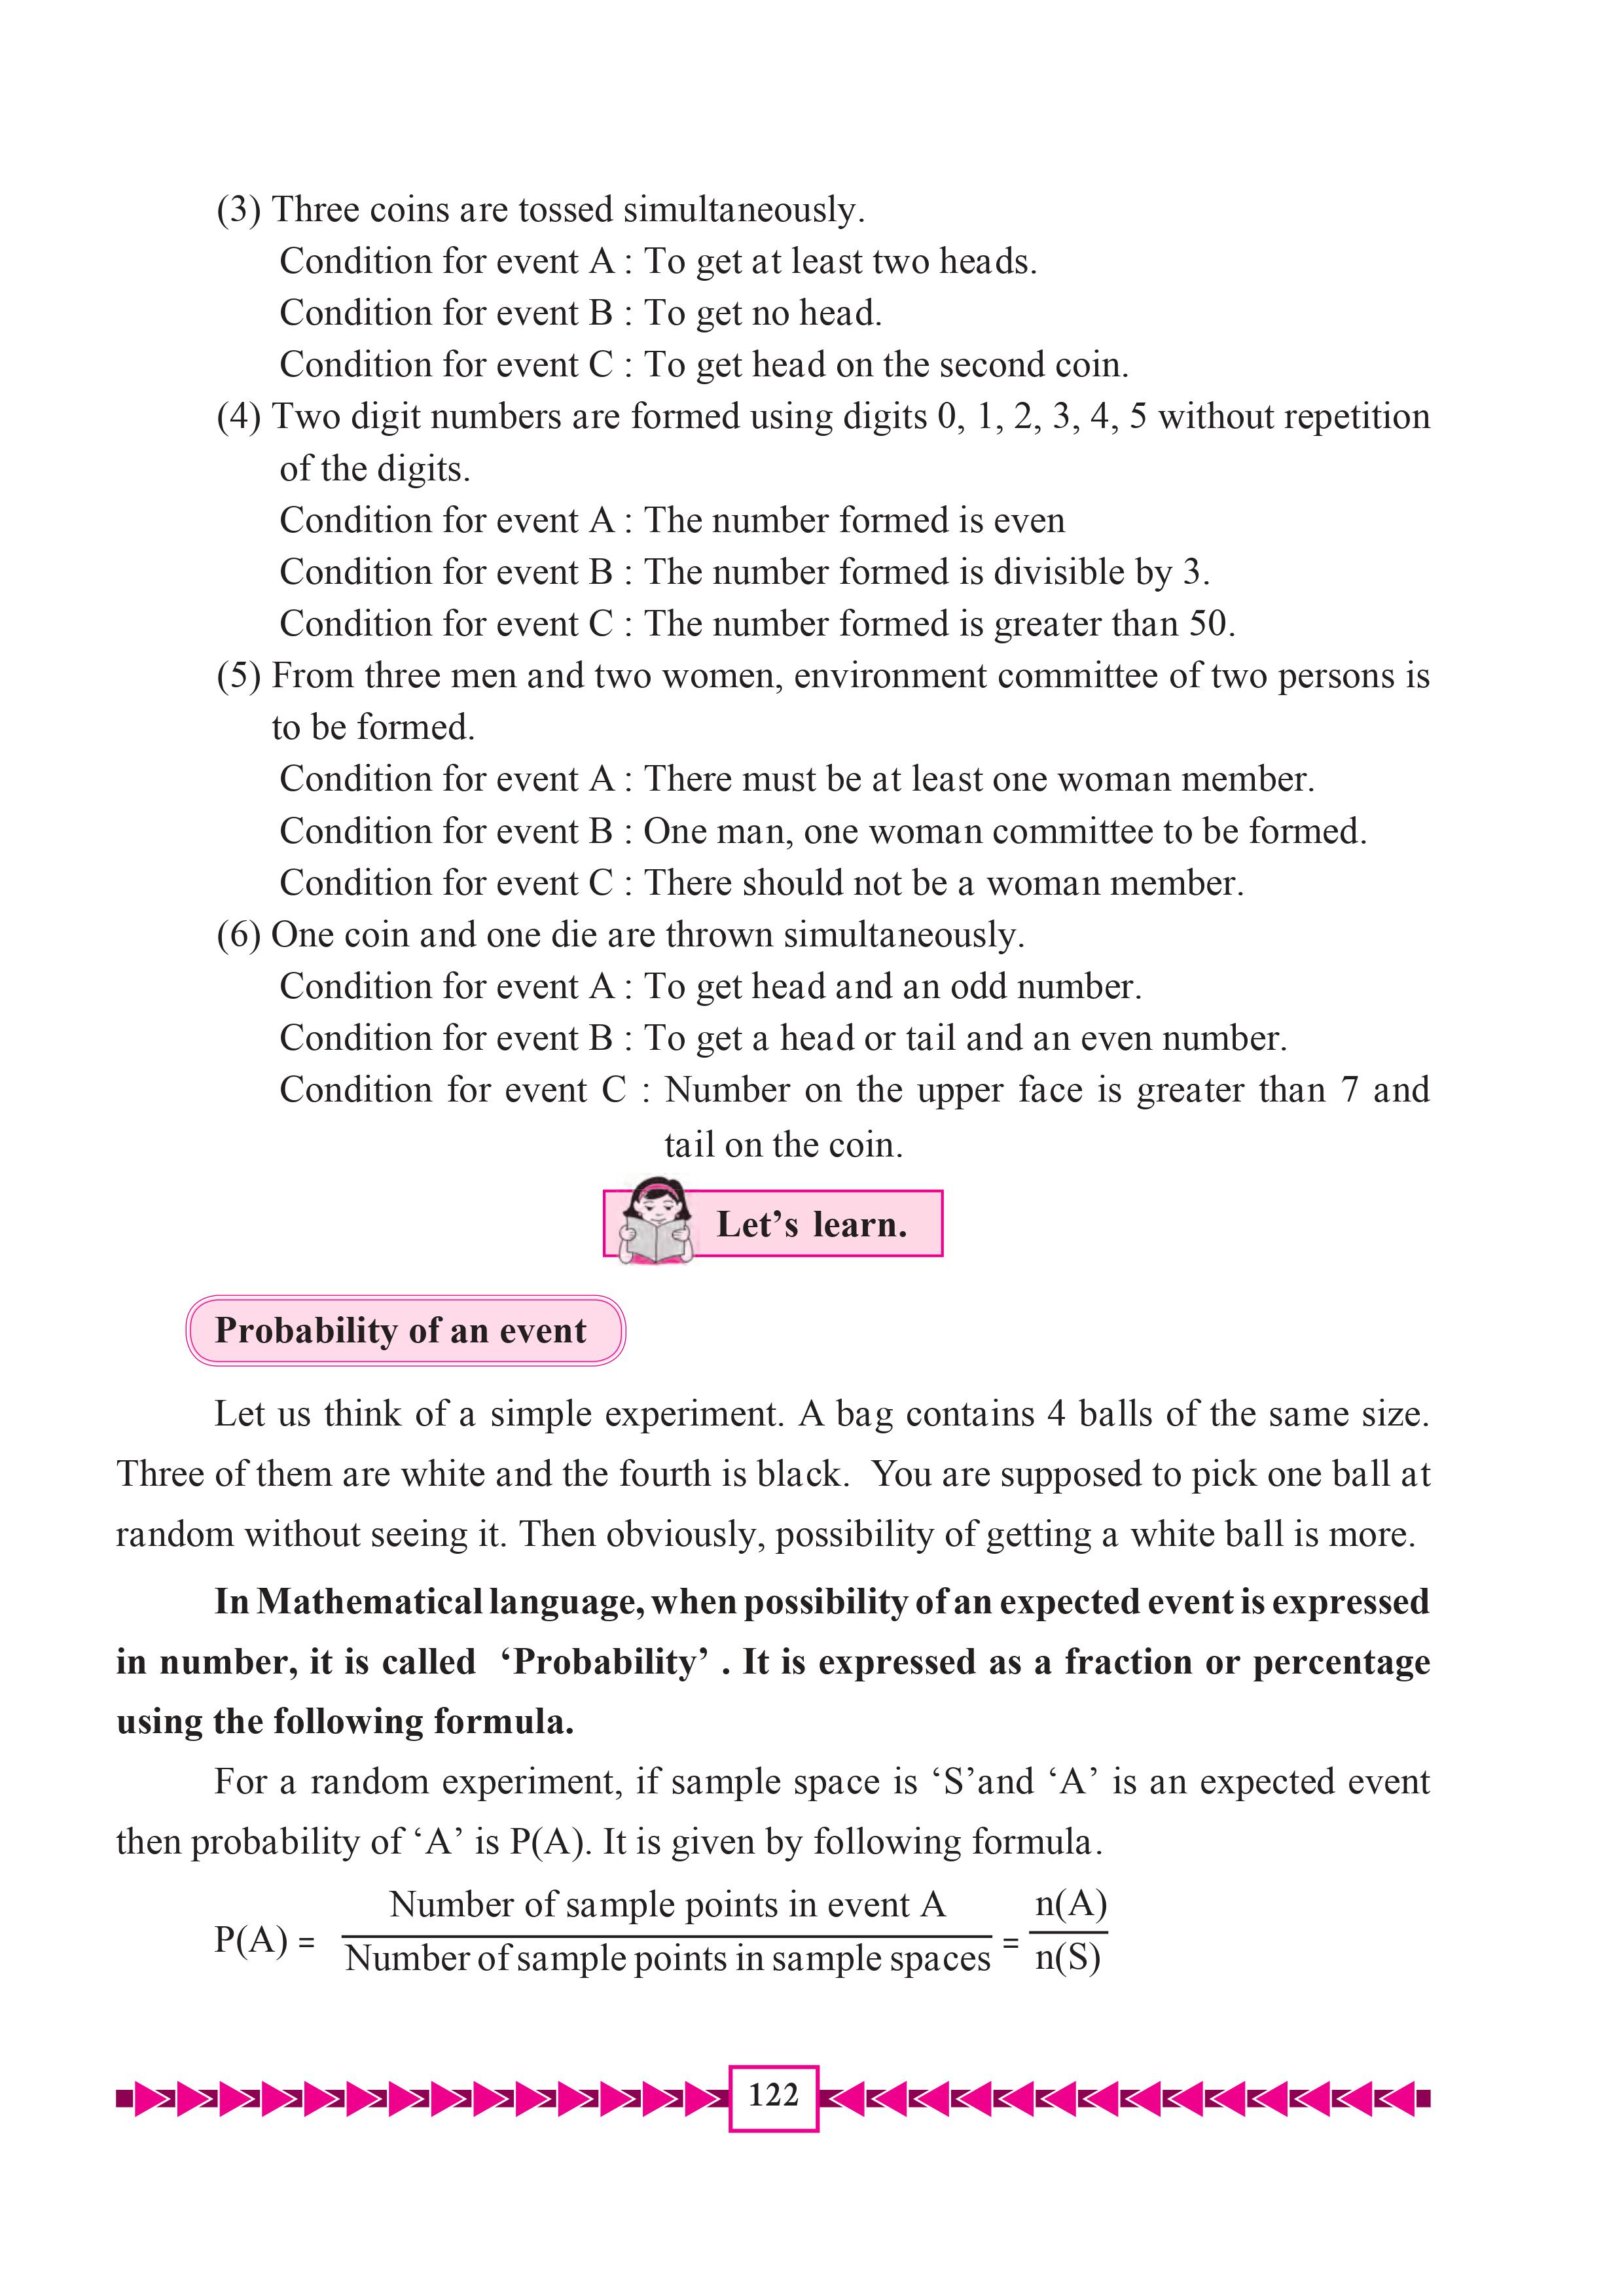 (3) Three coins are tossed simultaneously.
Condition for event A : To get at least two heads.
Condition for event B : To get no head.
Condition for event C : To get head on the second coin.
(4) Two digit numbers are formed using digits 0, 1, 2, 3, 4, 5 without repetition
of the digits.
Condition for event A : The number formed is even
Condition for event B : The number formed is divisible by 3.
Condition for event C : The number formed is greater than 50.
(5) From three men and two women, environment committee of two persons is
to be formed.
Condition for event A : There must be at least one woman member.
Condition for event B : One man, one woman committee to be formed.
Condition for event C : There should not be a woman member.
(6) One coin and one die are thrown simultaneously.
Condition for event A : To get head and an odd number.
Condition for event B : To get a head or tail and an even number.
Condition for event C : Number on the upper face is greater than 7 and
tail on the coin.
Let’s learn.
Probability of an event
Let us think of a simple experiment. A bag contains 4 balls of the same size.
Three of them are white and the fourth is black. You are supposed to pick one ball at
random without seeing it. Then obviously, possibility of getting a white ball is more.
In Mathematical language, when possibility of an expected event is expressed
in number, it is called ‘Probability’ . It is expressed as a fraction or percentage
using the following formula.
For a random experiment, if sample space is ‘S’and ‘A’ is an expected event
then probability of ‘A’ is P(A). It is given by following formula.
P(A) = Number of sample points in event A / Number of sample points in sample spaces = n(A) / n(S)
122